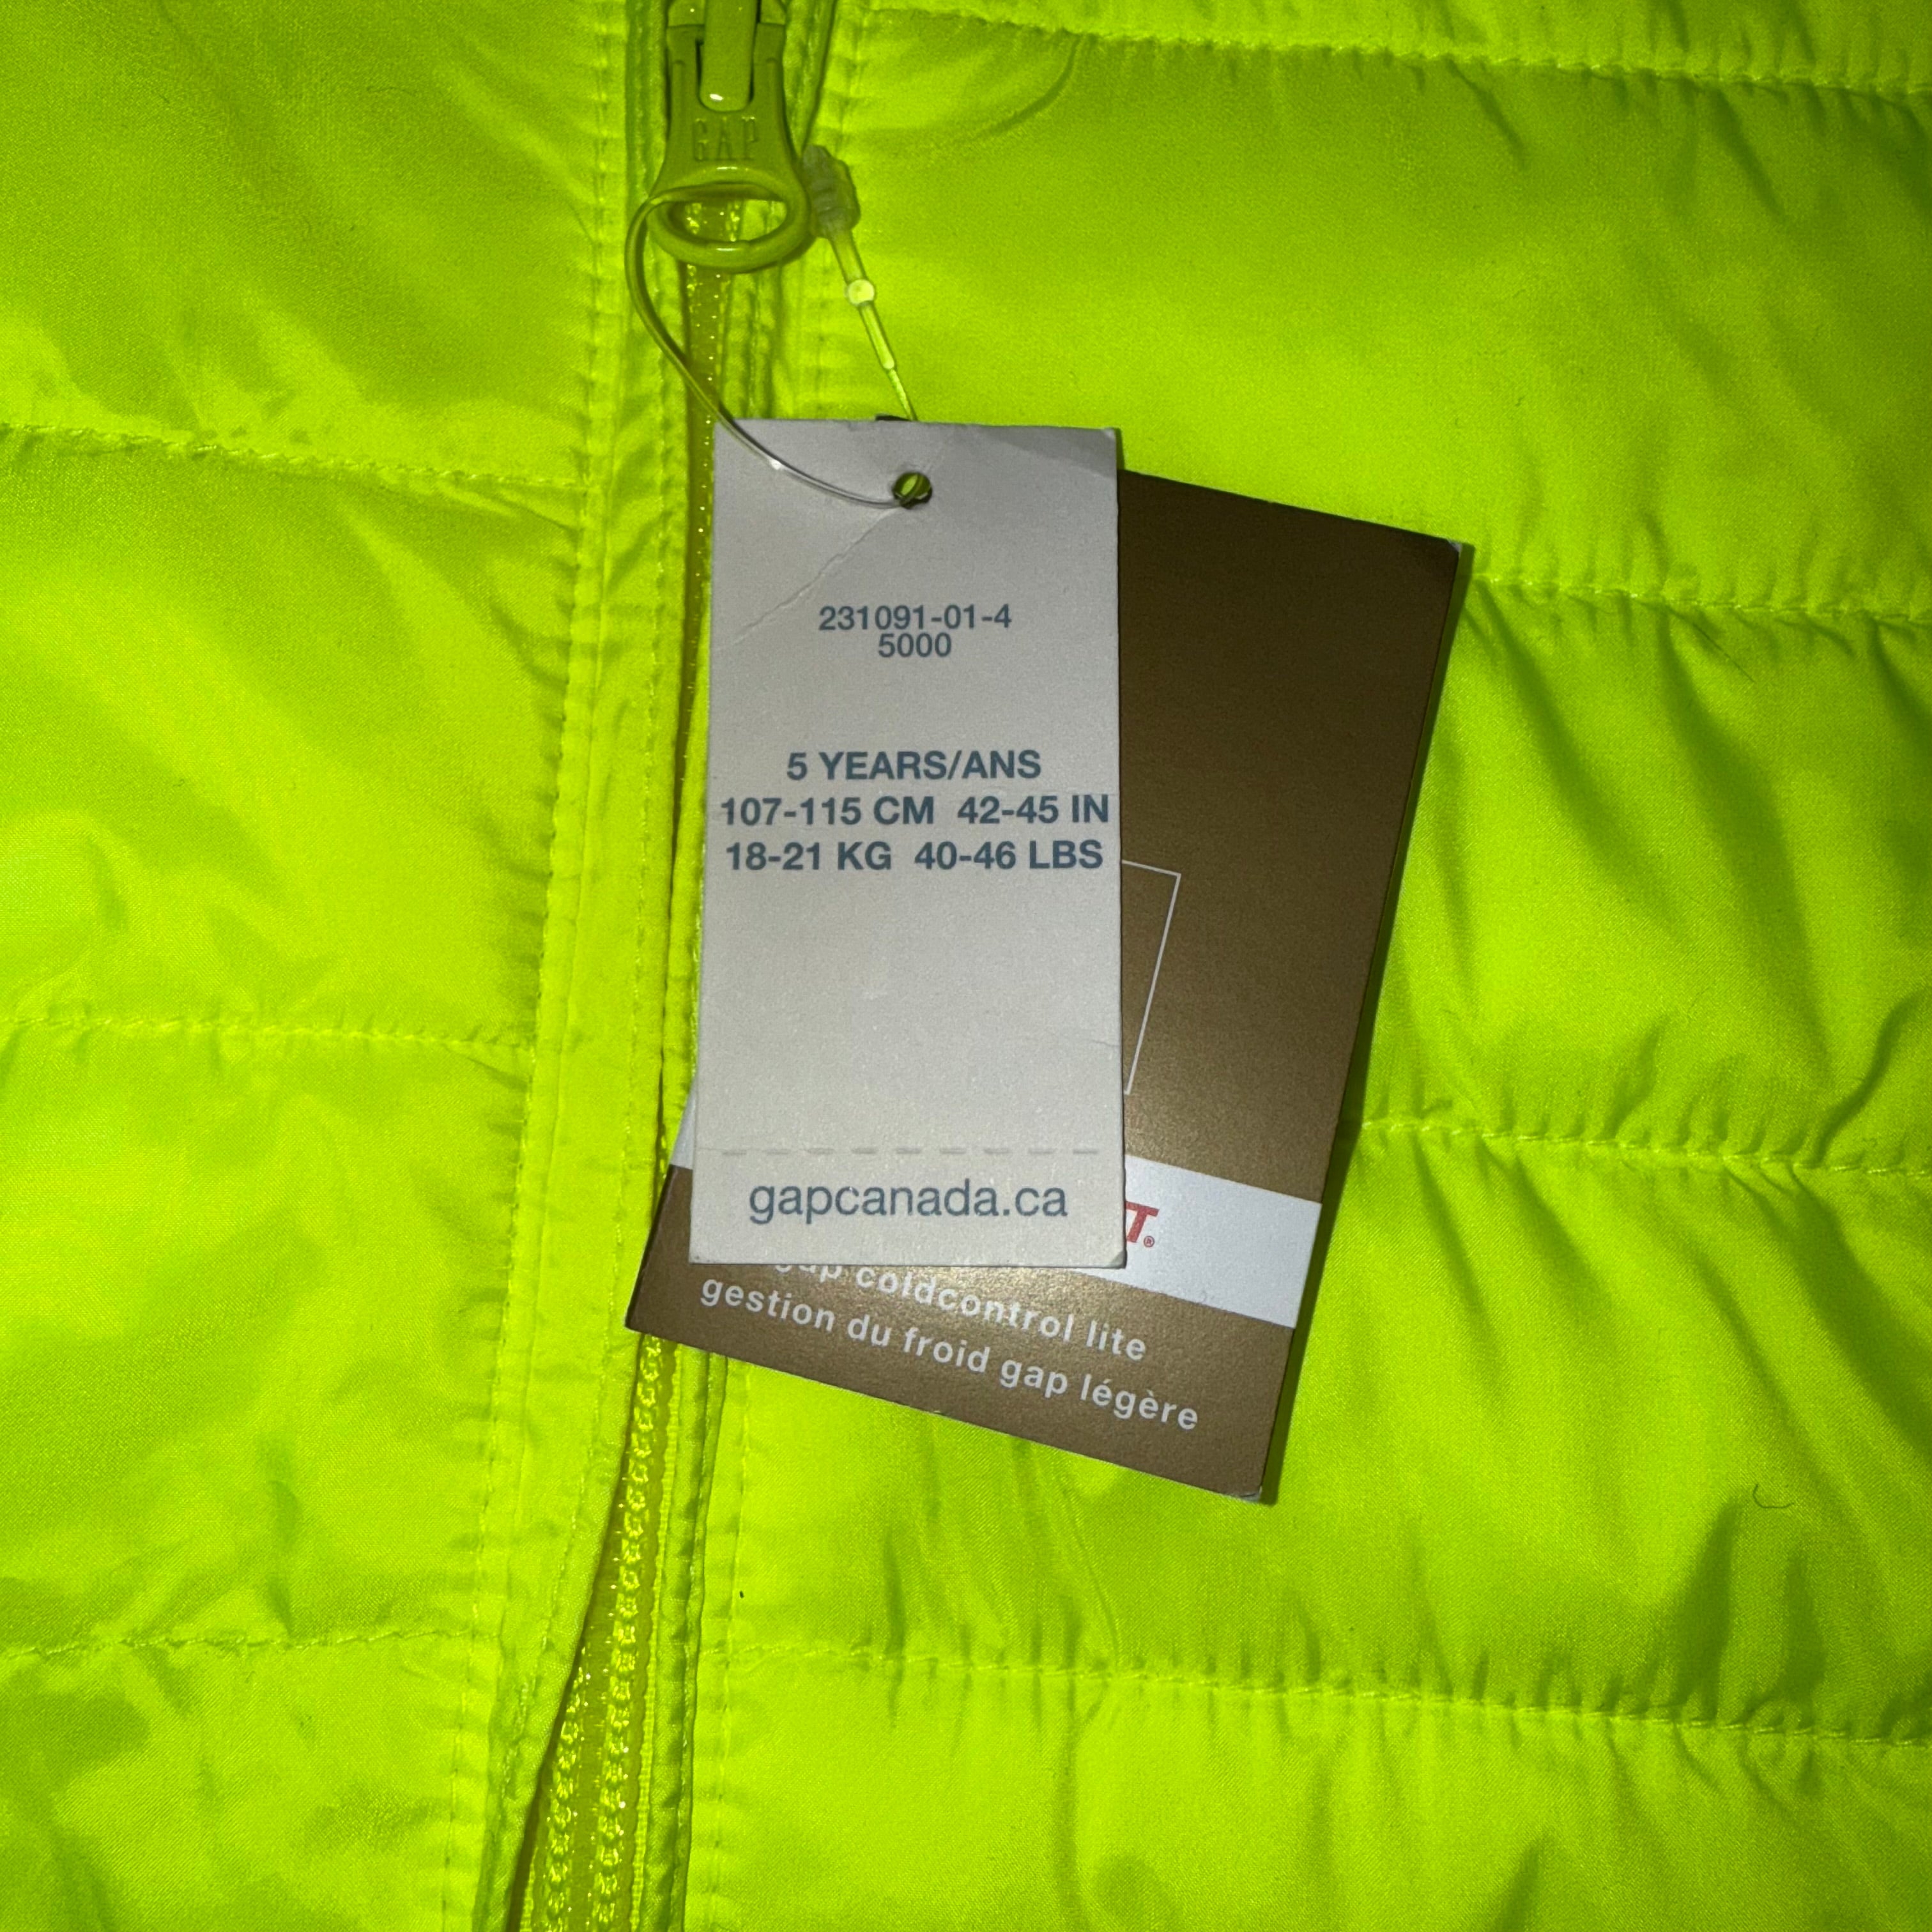 GAP
231091-01-4
5000
5 YEARS/ANS
107-115 CM  42-45 IN
18-21 KG  40-46 LBS
gapcanada.ca
gap coldcontrol lite
gestion du froid gap légère